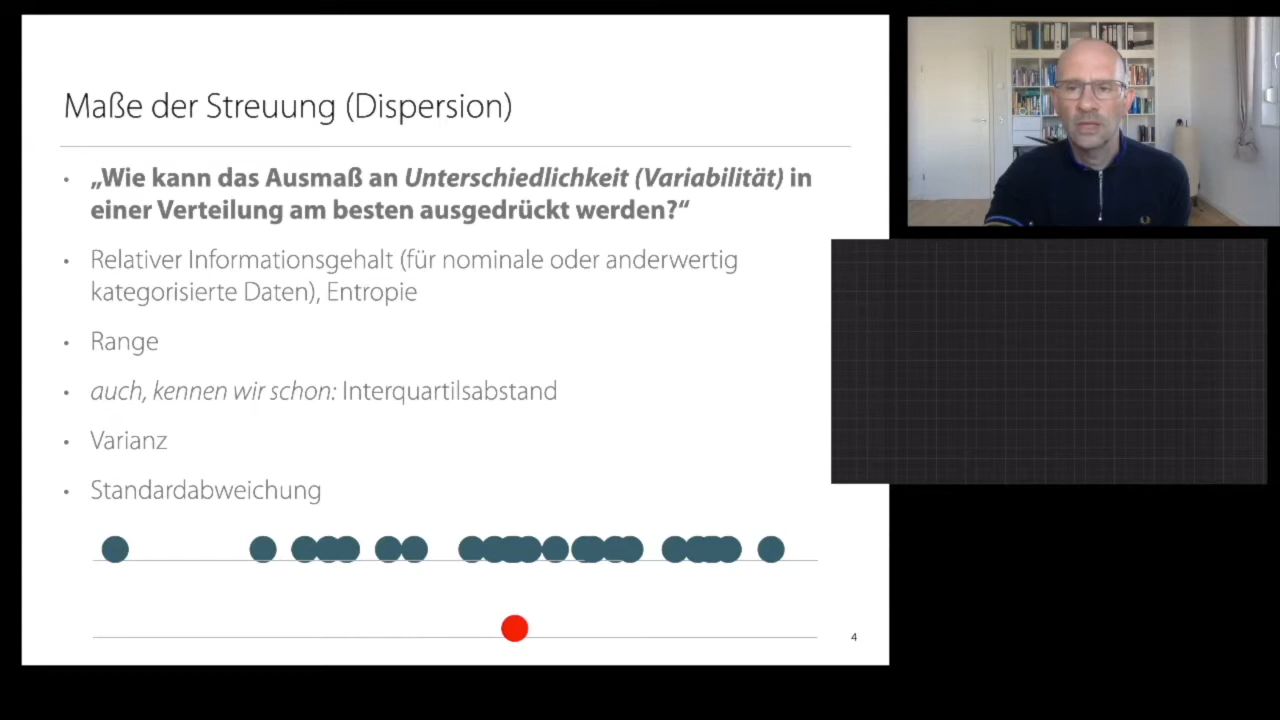 Maße der Streuung (Dispersion)
• „Wie kann das Ausmaß an Unterschiedlichkeit (Variabilität) in
einer Verteilung am besten ausgedrückt werden?“
• Relativer Informationsgehalt (für nominale oder anderwertig
kategorisierte Daten), Entropie
• Range
• auch, kennen wir schon: Interquartilsabstand
• Varianz
• Standardabweichung
4